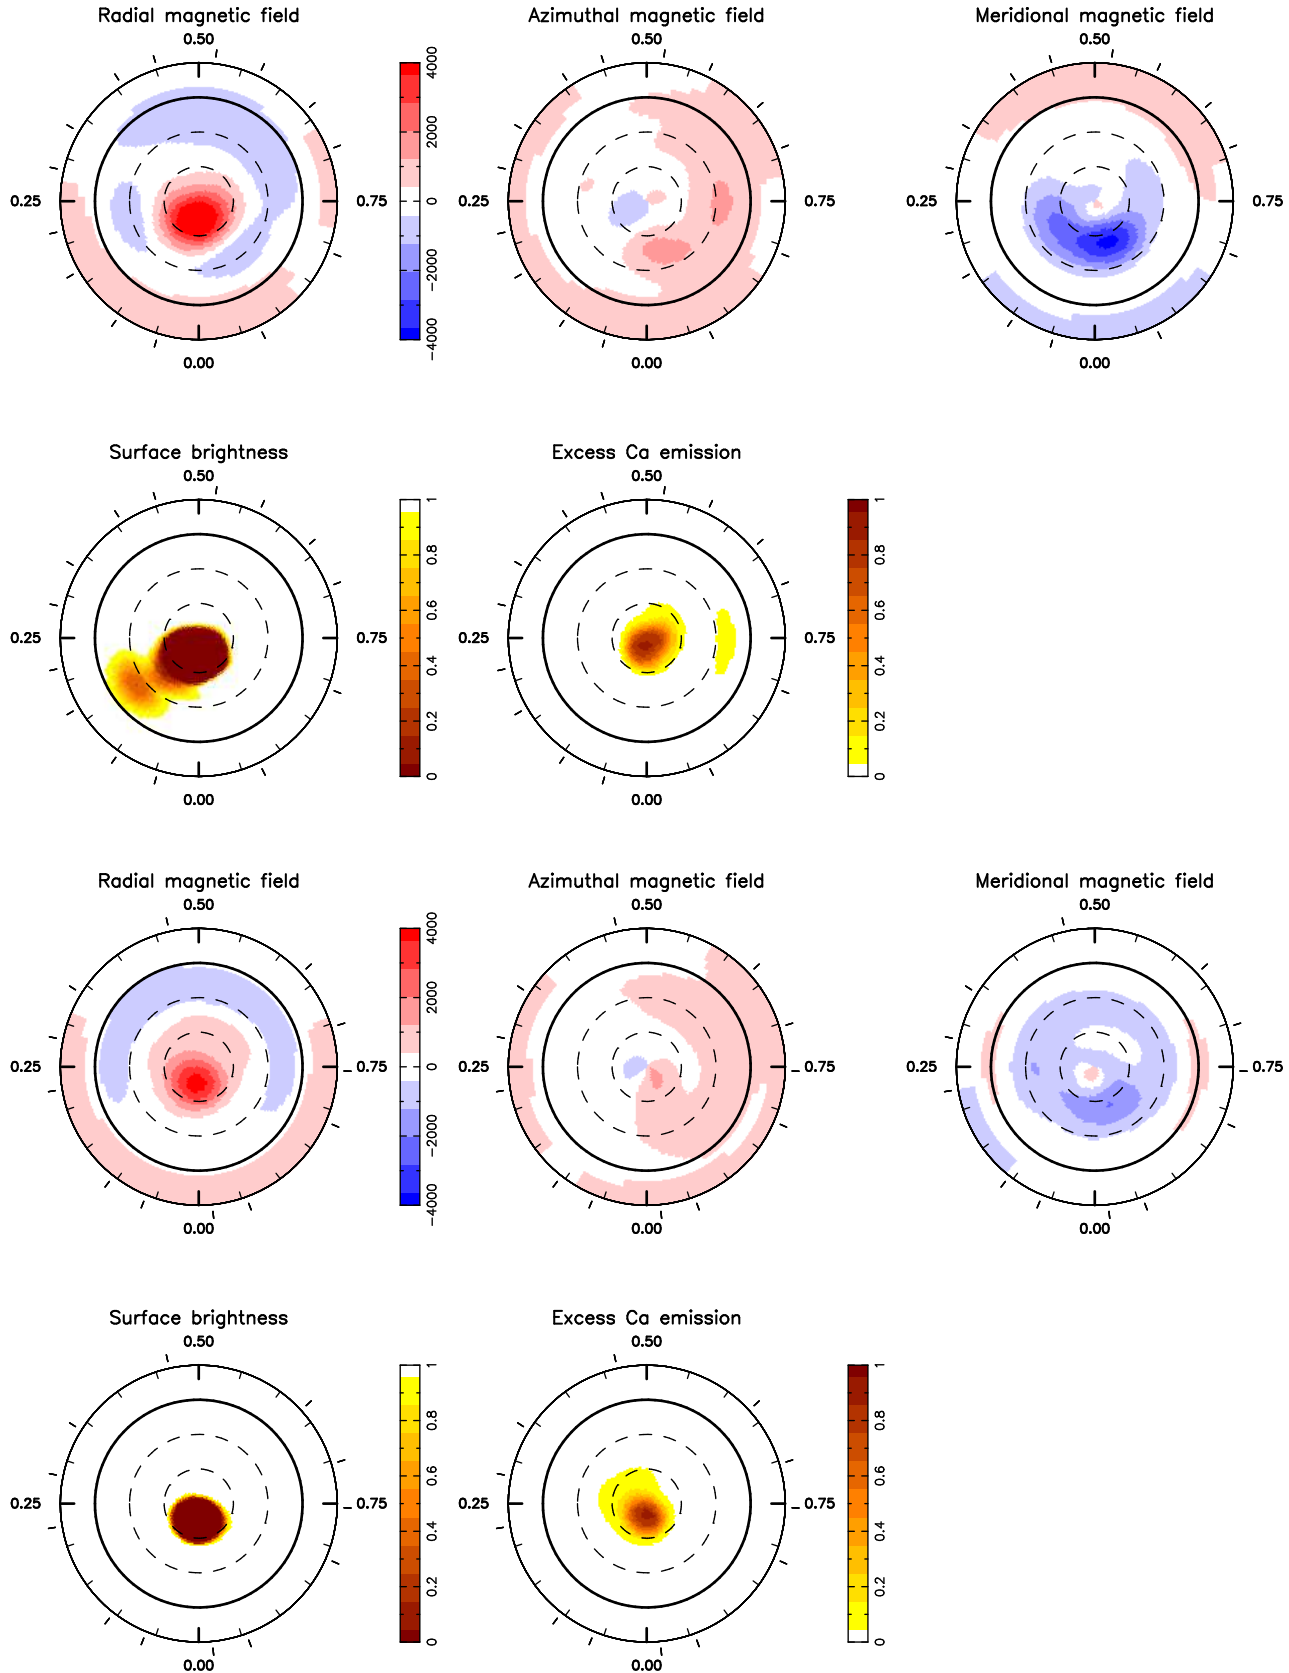 Radial magnetic field Azimuthal magnetic field Meridional magnetic field
0.50 0.50 0.50
4000
2000
0.25 0.75 0 0.25 0.75 0.25 0.75
−2000
−4000
0.00 0.00 0.00
Surface brightness Excess Ca emission
0.50 0.50
1 1
0.8 0.8
0.6 0.6
0.25 0.75 0.25 0.75
0.4 0.4
0.2 0.2
0 0
0.00 0.00
Radial magnetic field Azimuthal magnetic field Meridional magnetic field
0.50 0.50 0.50
4000
2000
0.25 0.75 0 0.25 0.75 0.25 0.75
−2000
−4000
0.00 0.00 0.00
Surface brightness Excess Ca emission
0.50 0.50
1 1
0.8 0.8
0.6 0.6
0.25 0.75 0.25 0.75
0.4 0.4
0.2 0.2
0 0
0.00 0.00